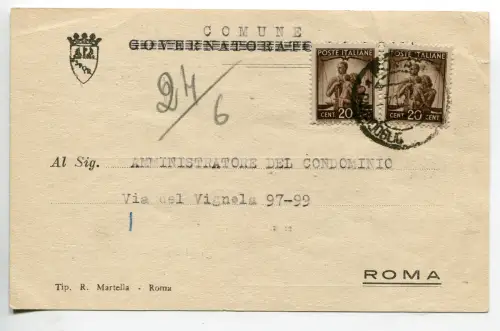 COMUNE
GOVERNATORATO
POSTE ITALIANE
CENT. 20
POSTE ITALIANE
CENT. 20
24/6
Al Sig. AMMINISTRATORE DEL CONDOMINIO
Via del Vignola 97-99
ROMA
Tip. R. Martella - Roma